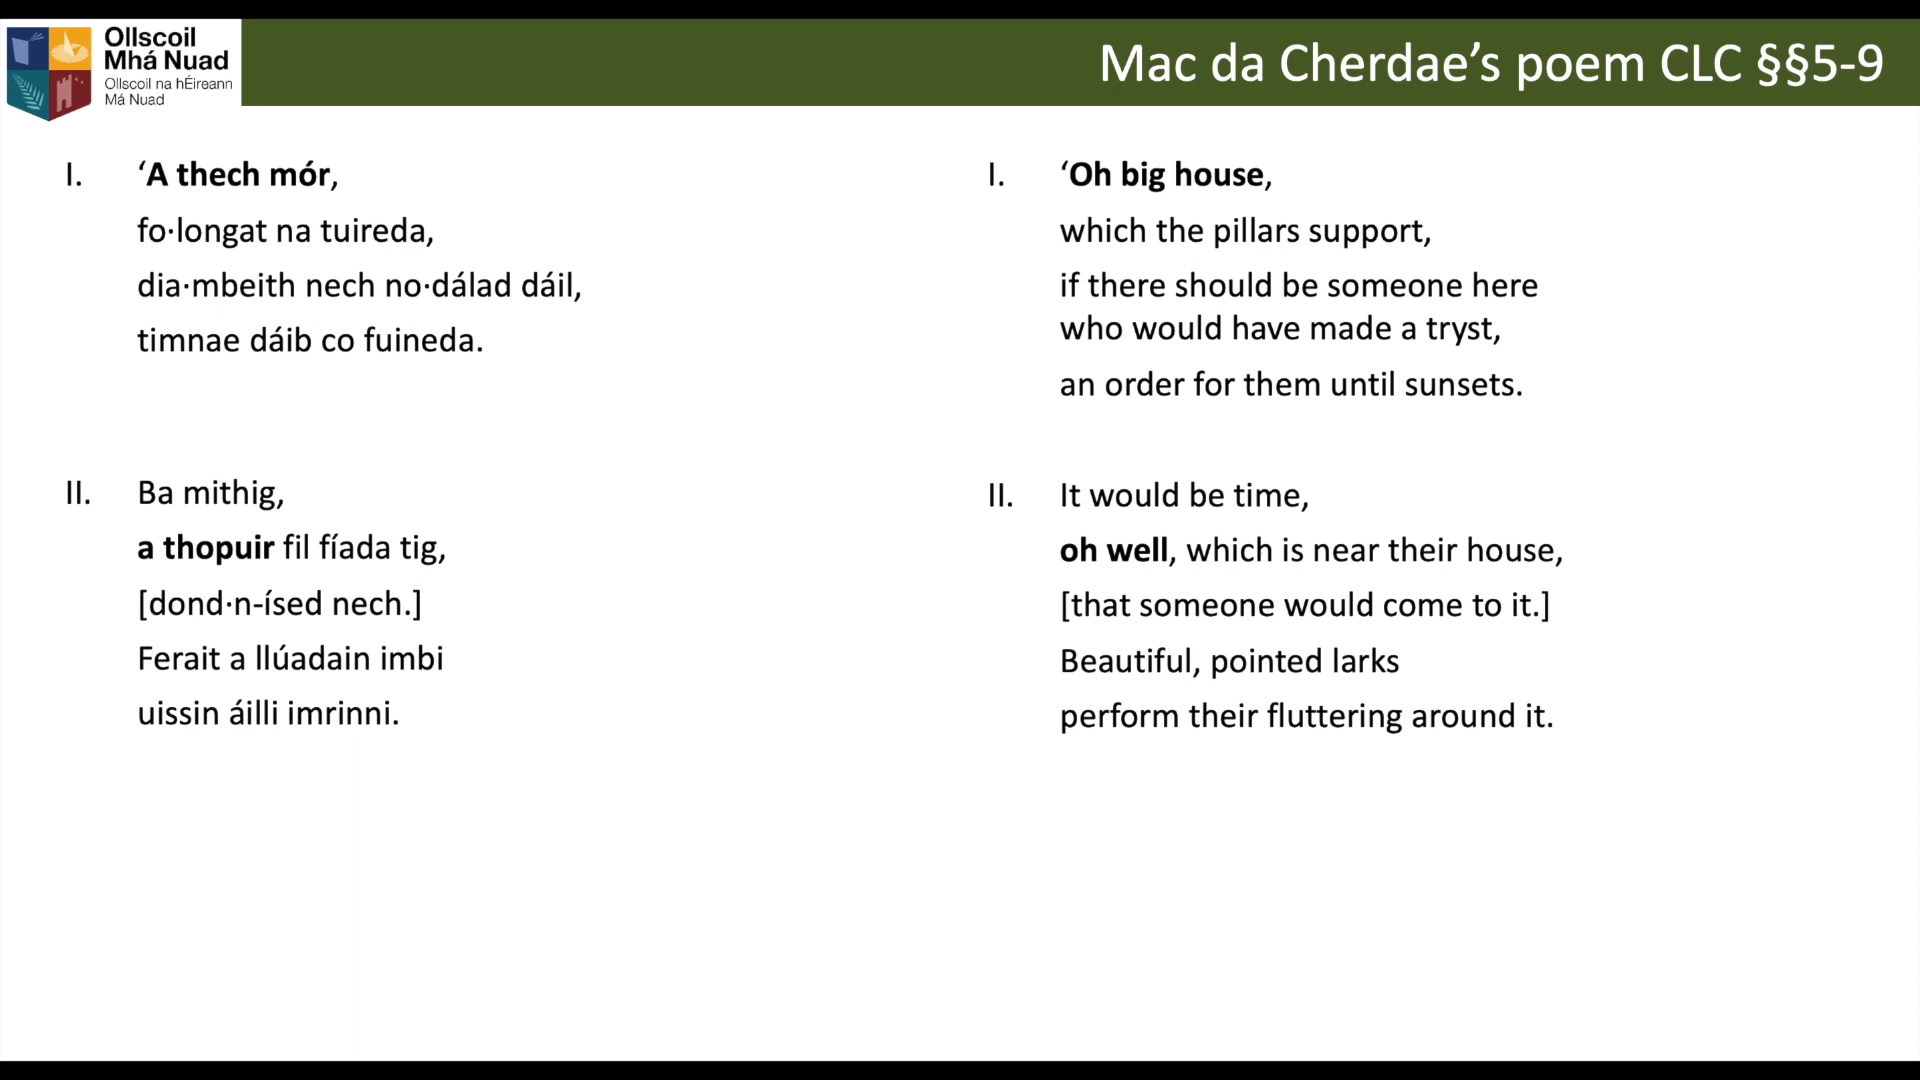 Ollscoil
Mhá Nuad
Ollscoil na hÉireann
Má Nuad
Mac da Cherdae’s poem CLC §§5-9
I. ‘A thech mór,
fo·longat na tuireda,
dia·mbeith nech no·dálad dáil,
timnae dáib co fuineda.
II. Ba mithig,
a thopuir fil fíada tig,
[dond·n-ísed nech.]
Ferait a llúadain imbi
uissin áilli imrinni.
I. ‘Oh big house,
which the pillars support,
if there should be someone here
who would have made a tryst,
an order for them until sunsets.
II. It would be time,
oh well, which is near their house,
[that someone would come to it.]
Beautiful, pointed larks
perform their fluttering around it.